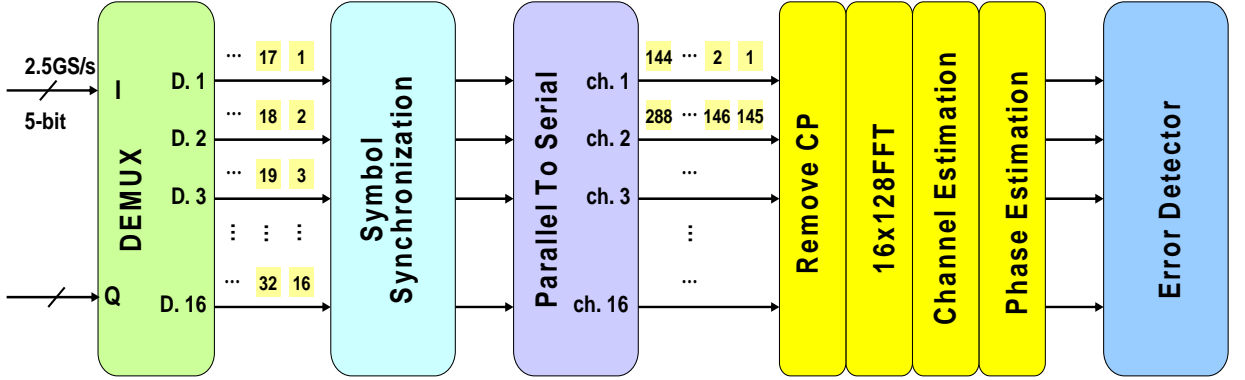 2.5GS/s
5-bit
I
Q
DEMUX
D. 1
D. 2
D. 3
D. 16
... 17 1
... 18 2
... 19 3
⋮ ⋮ ⋮
... 32 16
Symbol
Synchronization
Parallel To Serial
ch. 1
ch. 2
ch. 3
ch. 16
144 ... 2 1
288 ... 146 145
...
⋮
...
Remove CP
16x128FFT
Channel Estimation
Phase Estimation
Error Detector